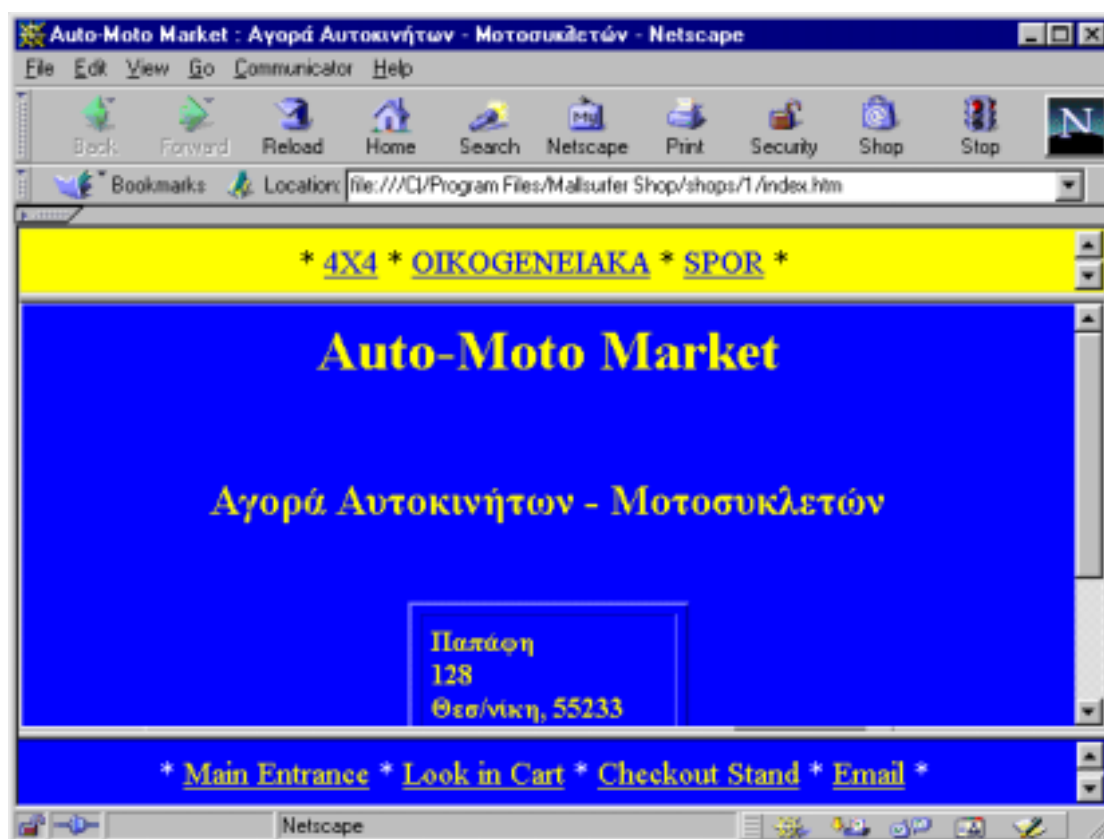 Auto-Moto Market : Αγορά Αυτοκινήτων - Μοτοσυκλετών - Netscape
File Edit View Go Communicator Help
Back Forward Reload Home Search Netscape Print Security Shop Stop
My
N
Bookmarks Location: file:///C|/Program Files/Mallsurfer Shop/shops/1/index.htm
* 4X4 * OIKOGENEIAKA * SPOR *
Auto-Moto Market
Αγορά Αυτοκινήτων - Μοτοσυκλετών
Παπάφη
128
Θεσ/νίκη, 55233
* Main Entrance * Look in Cart * Checkout Stand * Email *
Netscape